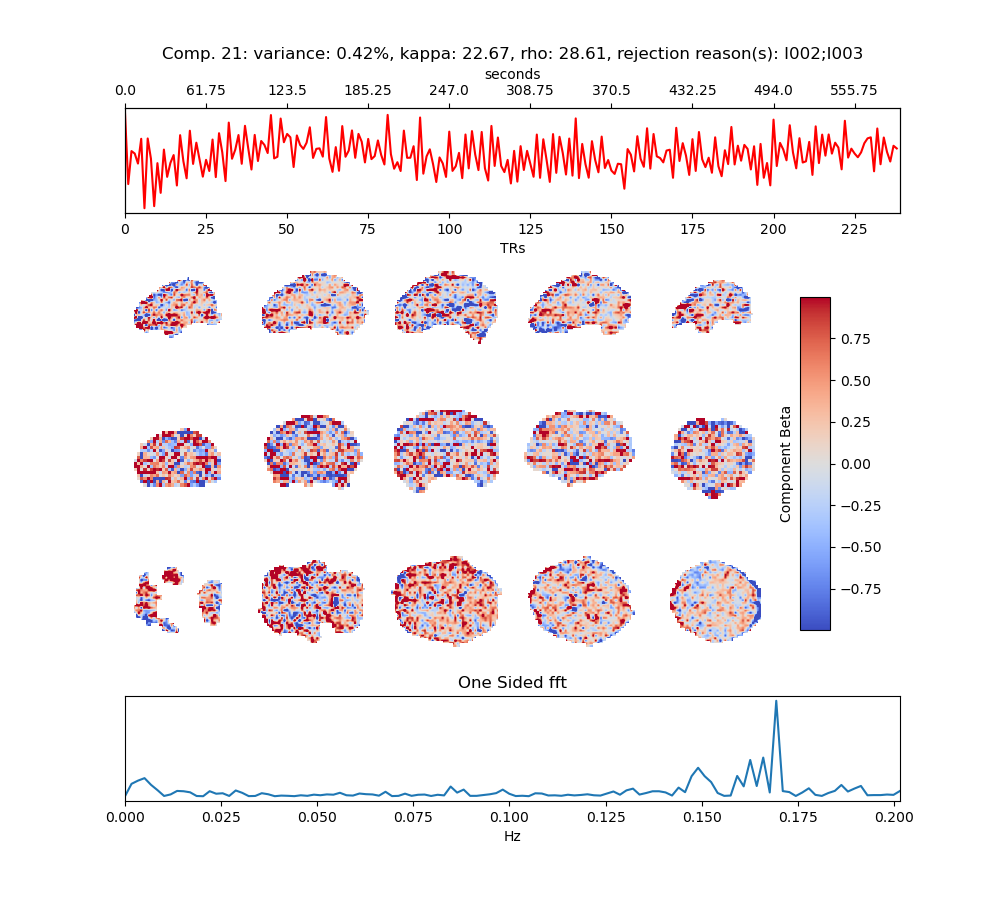 Comp. 21: variance: 0.42%, kappa: 22.67, rho: 28.61, rejection reason(s): I002;I003
seconds
0.0 61.75 123.5 185.25 247.0 308.75 370.5 432.25 494.0 555.75
0 25 50 75 100 125 150 175 200 225
TRs
0.75
0.50
0.25
0.00
−0.25
−0.50
−0.75
Component Beta
One Sided fft
0.000 0.025 0.050 0.075 0.100 0.125 0.150 0.175 0.200
Hz